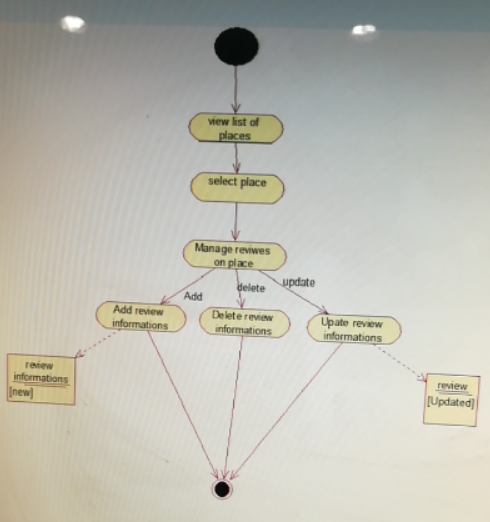 view list of
places
select place
Manage reviwes
on place
Add
delete
update
Add review
informations
Delete review
informations
Upate review
informations
review
informations
[new]
review
[Updated]